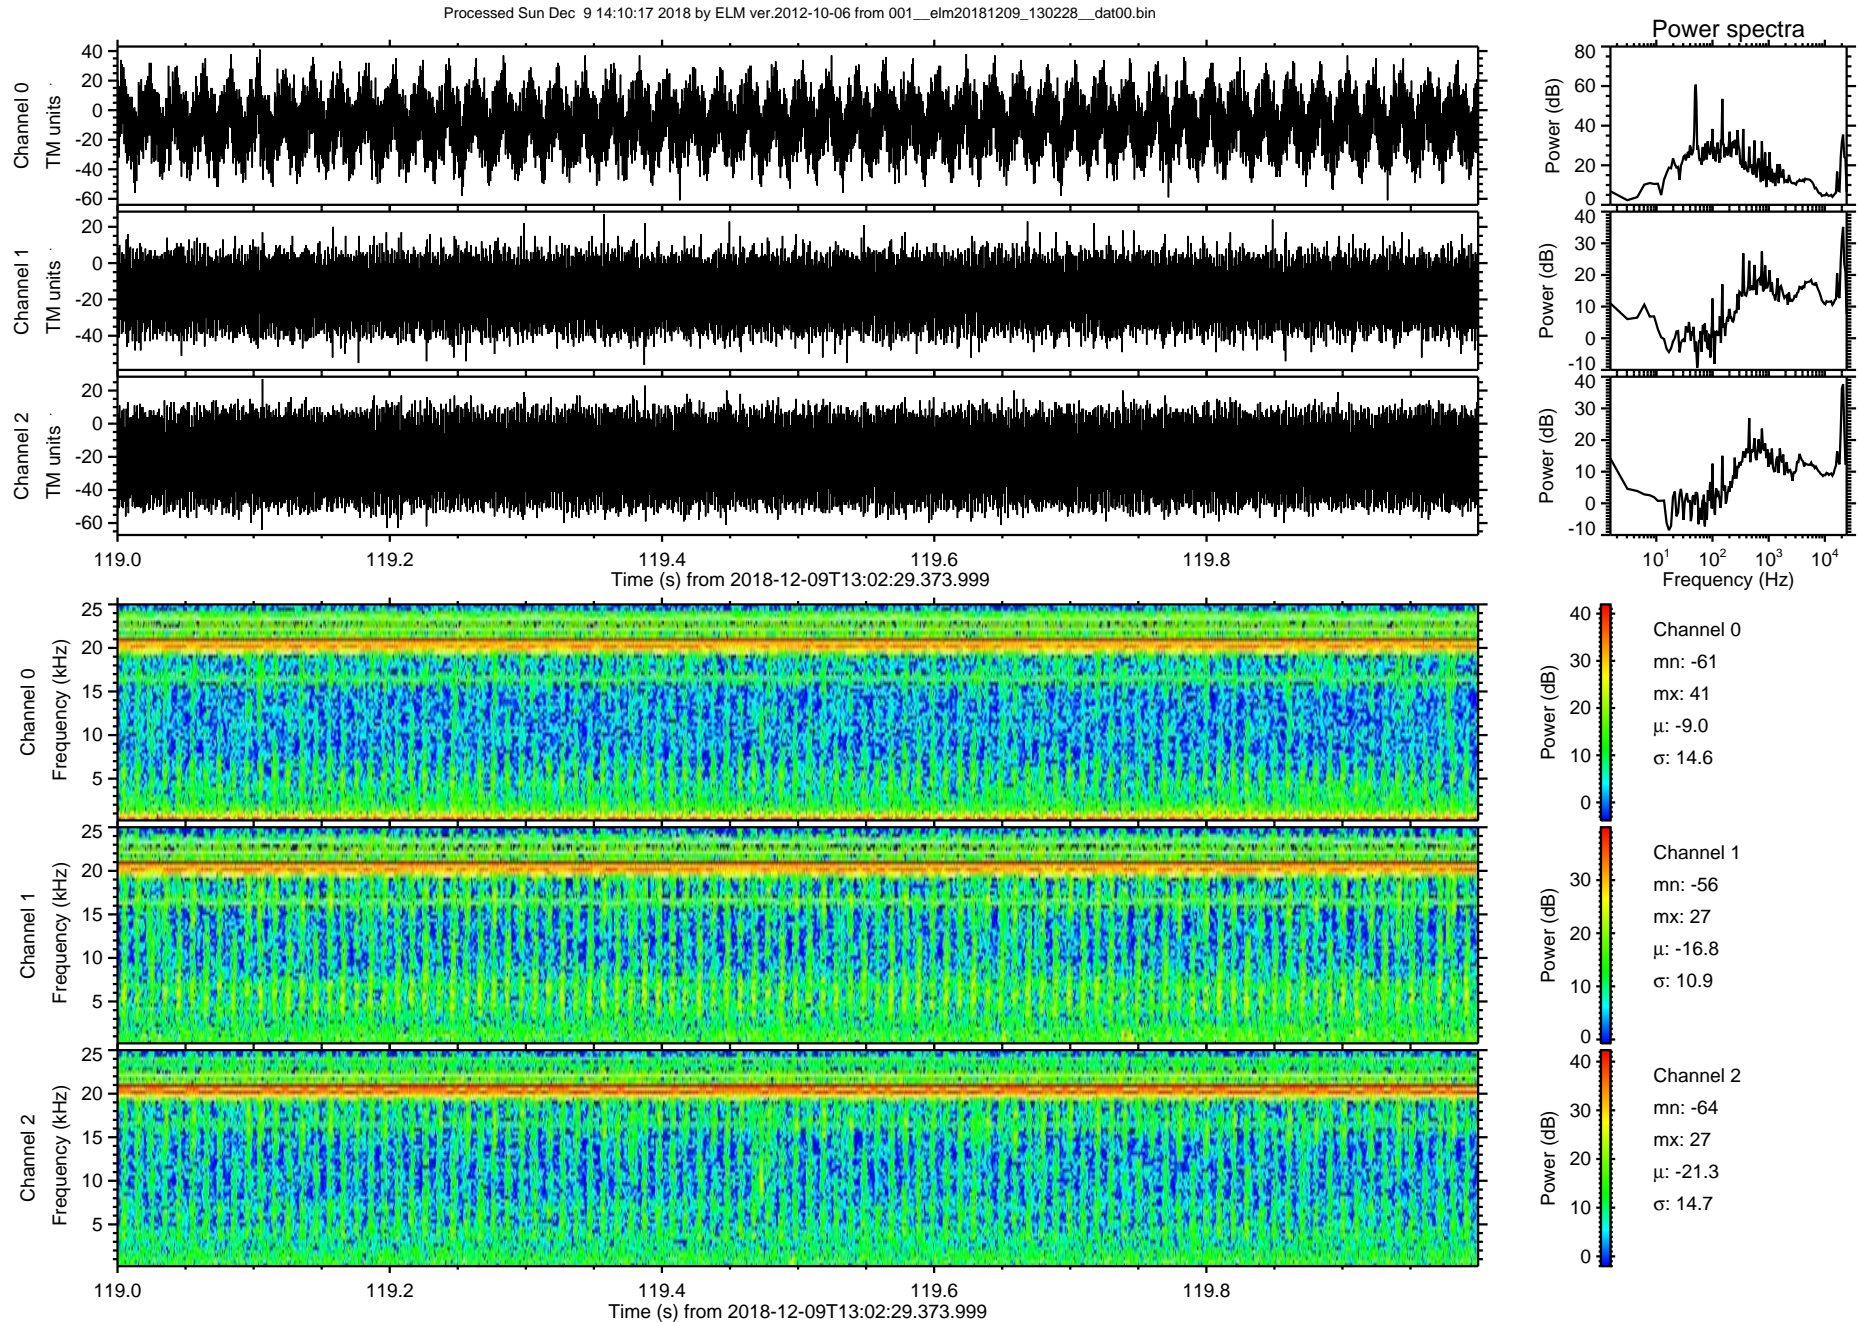 Processed Sun Dec  9 14:10:17 2018 by ELM ver.2012-10-06 from 001__elm20181209_130228__dat00.bin
Power spectra
Channel 0
TM units
40
20
0
-20
-40
-60
Power (dB)
80
60
40
20
0
Channel 1
TM units
20
0
-20
-40
Power (dB)
40
30
20
10
0
-10
Channel 2
TM units
20
0
-20
-40
-60
Power (dB)
40
30
20
10
0
-10
119.0 119.2 119.4 119.6 119.8
Time (s) from 2018-12-09T13:02:29.373.999
10^1 10^2 10^3 10^4
Frequency (Hz)
Channel 0
Frequency (kHz)
25
20
15
10
5
Power (dB)
40
30
20
10
0
Channel 0
mn: -61
mx: 41
μ: -9.0
σ: 14.6
Channel 1
Frequency (kHz)
25
20
15
10
5
Power (dB)
30
20
10
0
Channel 1
mn: -56
mx: 27
μ: -16.8
σ: 10.9
Channel 2
Frequency (kHz)
25
20
15
10
5
Power (dB)
40
30
20
10
0
Channel 2
mn: -64
mx: 27
μ: -21.3
σ: 14.7
119.0 119.2 119.4 119.6 119.8
Time (s) from 2018-12-09T13:02:29.373.999